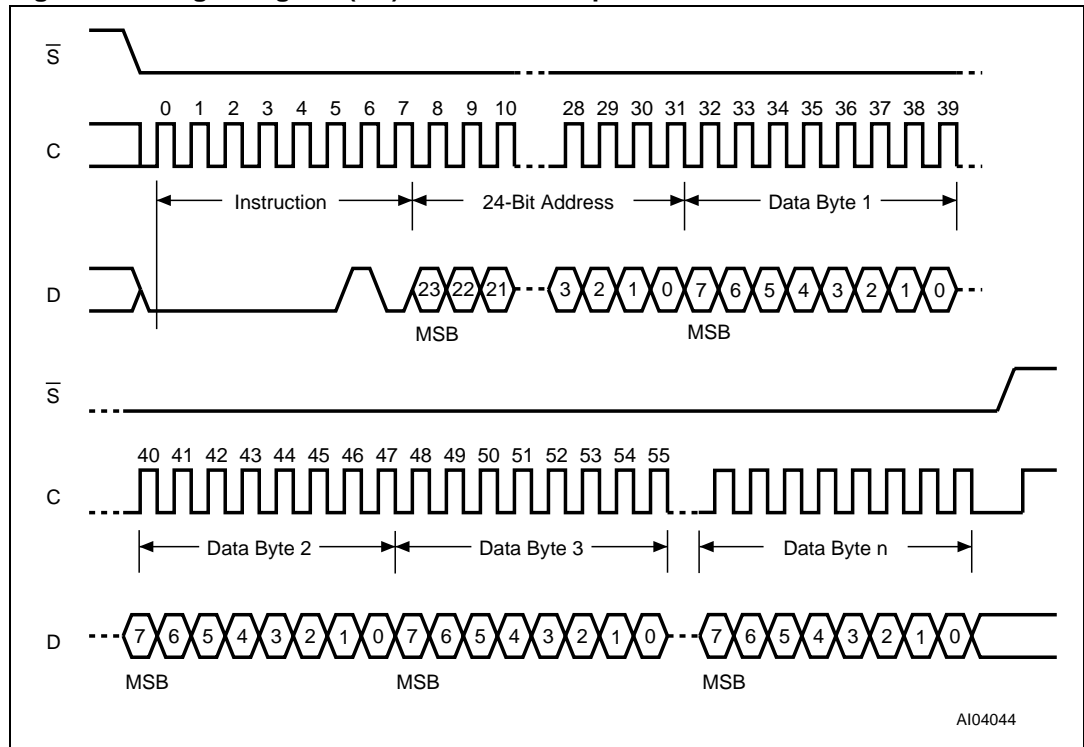 S
0 1 2 3 4 5 6 7 8 9 10 28 29 30 31 32 33 34 35 36 37 38 39
C
Instruction 24-Bit Address Data Byte 1
D 23 22 21 3 2 1 0 7 6 5 4 3 2 1 0
MSB MSB
S
40 41 42 43 44 45 46 47 48 49 50 51 52 53 54 55
C
Data Byte 2 Data Byte 3 Data Byte n
D 7 6 5 4 3 2 1 0 7 6 5 4 3 2 1 0 7 6 5 4 3 2 1 0
MSB MSB MSB
AI04044